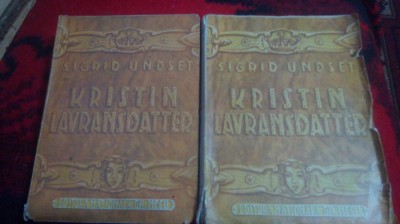 SIGRID UNDSET
KRISTIN
LAVRANSDATTER
SIGRID UNDSET
KRISTIN
LAVRANSDATTER